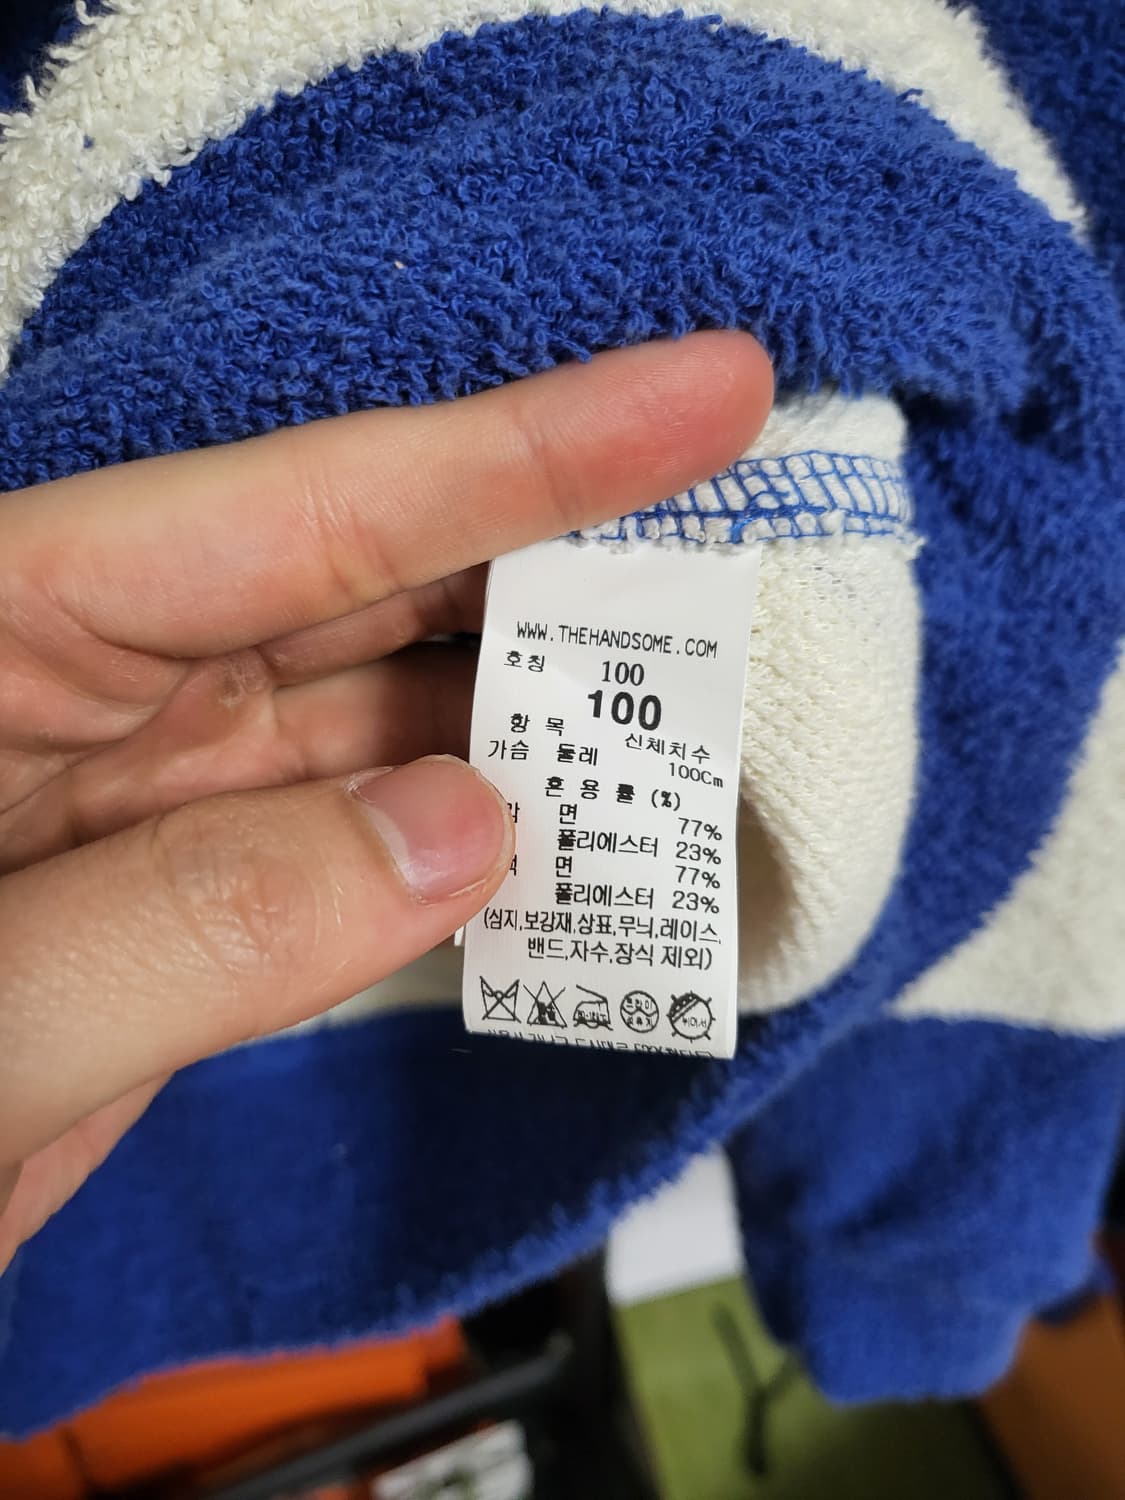 WWW.THEHANDSOME.COM
호칭 100
100
항 목 신체치수
가슴 둘레 100Cm
혼 용 률 (%)
면 77%
폴리에스터 23%
면 77%
폴리에스터 23%
(심지,보강재,상표,무늬,레이스,
밴드,자수,장식 제외)